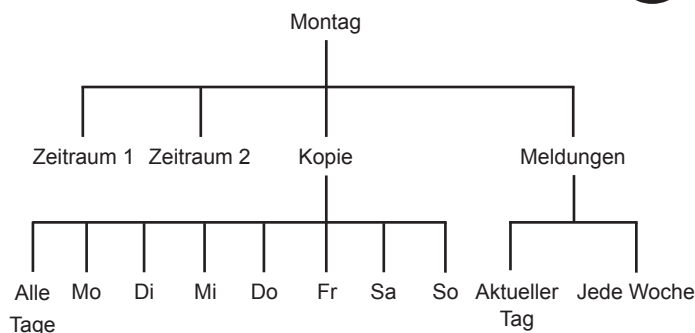 Montag
Zeitraum 1 Zeitraum 2 Kopie Meldungen
Alle Mo Di Mi Do Fr Sa So Aktueller Jede Woche
Tage Tag